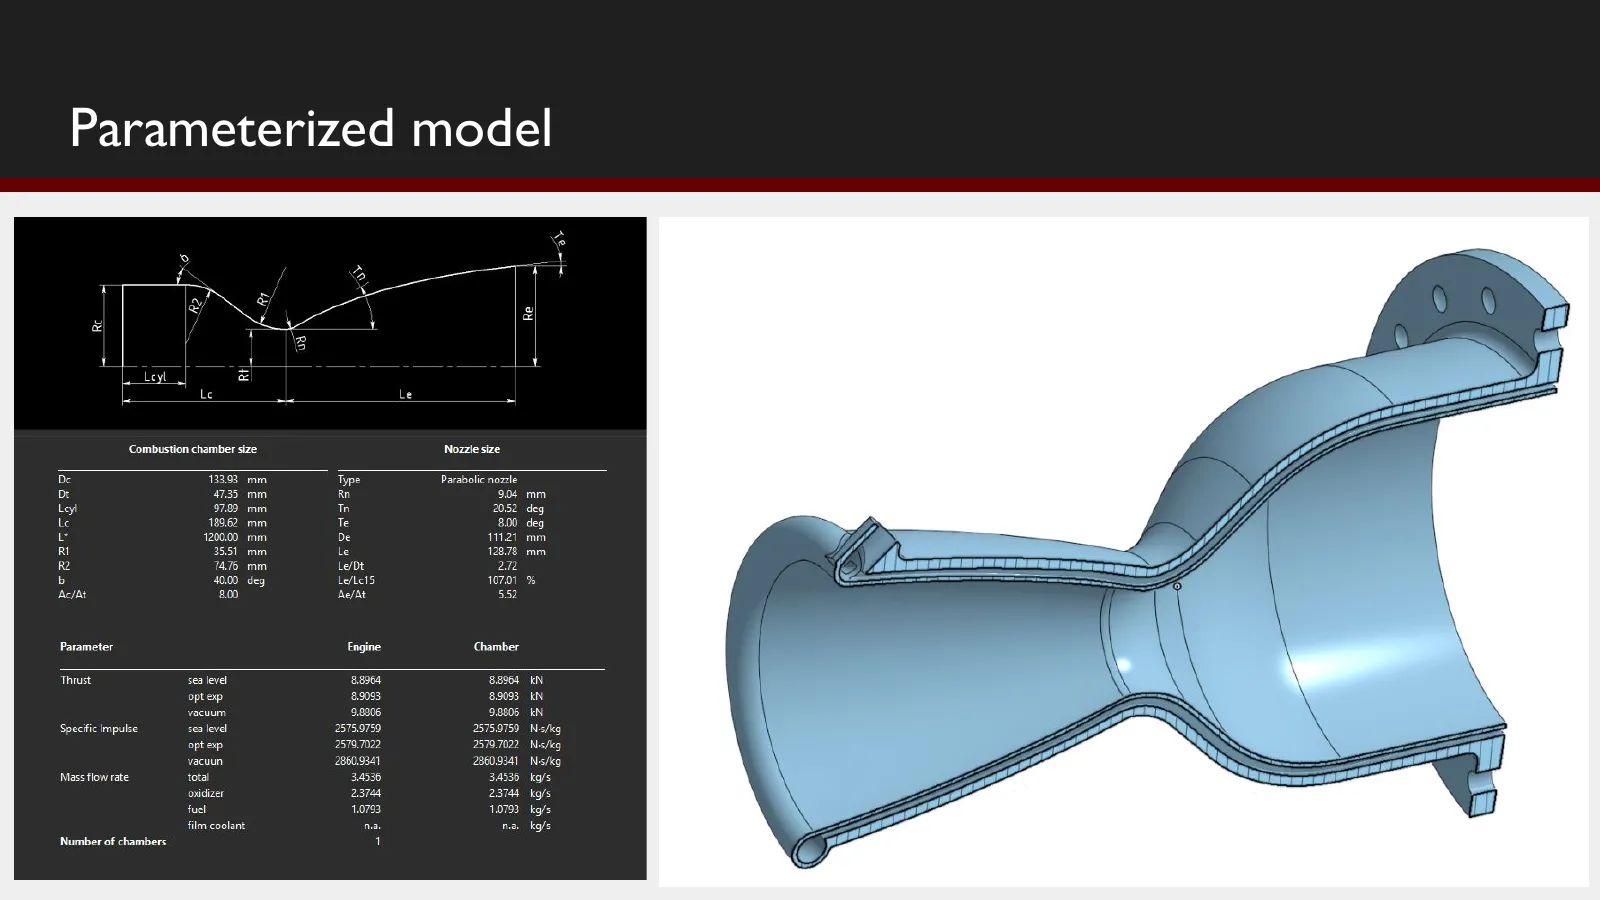 Parameterized model
b
R2
R1
Tn
Te
Rc
Rt
Rn
Re
Lcyl
Lc
Le
Combustion chamber size
Dc 133.93 mm
Dt 47.35 mm
Lcyl 97.89 mm
Lc 189.62 mm
L* 1200.00 mm
R1 35.51 mm
R2 74.76 mm
b 40.00 deg
Ac/At 8.00
Nozzle size
Type Parabolic nozzle
Rn 9.04 mm
Tn 20.52 deg
Te 8.00 deg
De 111.21 mm
Le 128.78 mm
Le/Dt 2.72
Le/Lc15 107.01 %
Ae/At 5.52
Parameter Engine Chamber
Thrust sea level 8.8964 8.8964 kN
opt exp 8.9093 8.9093 kN
vacuum 9.8806 9.8806 kN
Specific Impulse sea level 2575.9759 2575.9759 N·s/kg
opt exp 2579.7022 2579.7022 N·s/kg
vacuun 2860.9341 2860.9341 N·s/kg
Mass flow rate total 3.4536 3.4536 kg/s
oxidizer 2.3744 2.3744 kg/s
fuel 1.0793 1.0793 kg/s
film coolant n.a. n.a. kg/s
Number of chambers 1